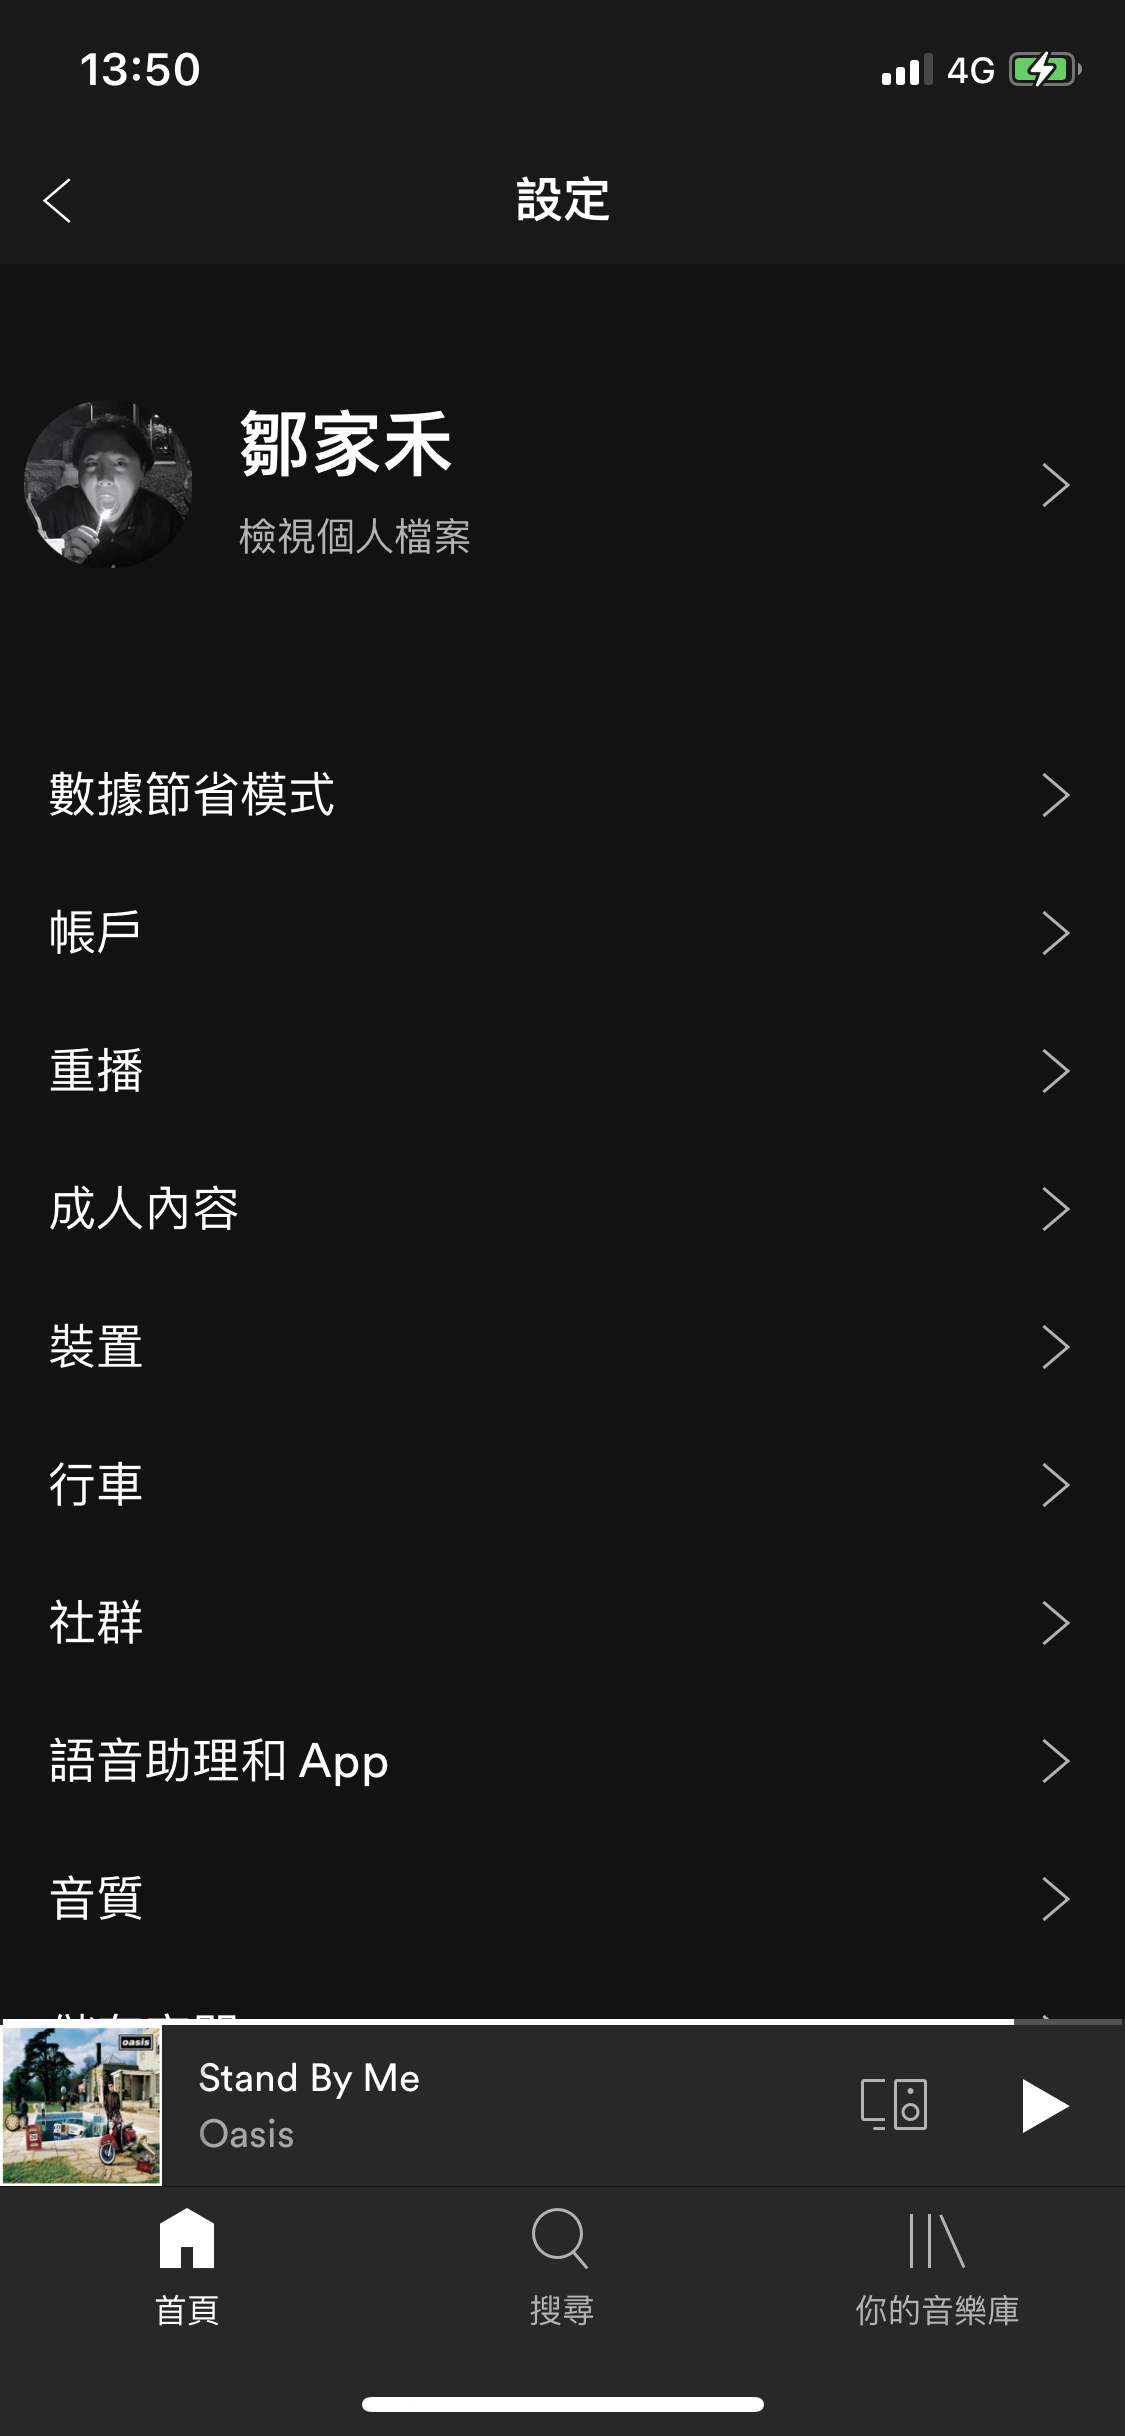 13:50
4G
設定
鄒家禾
檢視個人檔案
數據節省模式
帳戶
重播
成人內容
裝置
行車
社群
語音助理和 App
音質
oasis
Stand By Me
Oasis
首頁
搜尋
你的音樂庫